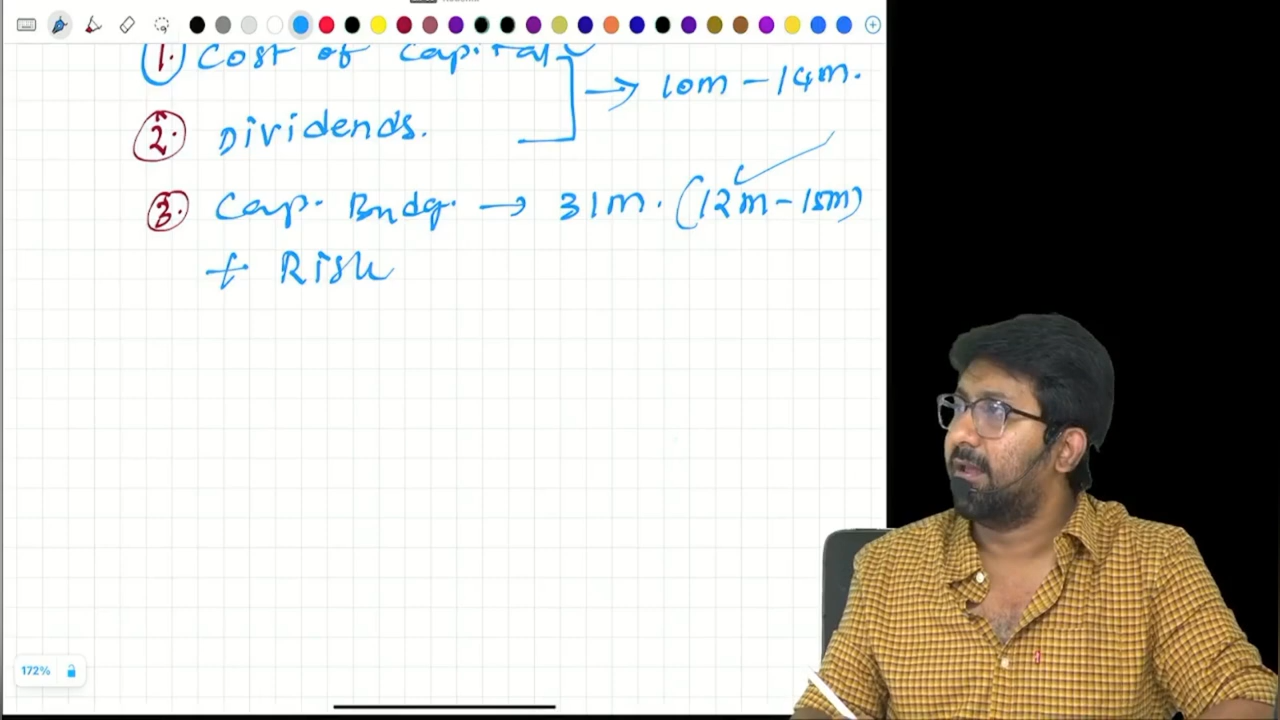 1. Cost of Capital
→ 10m - 14m.
2. Dividends.
3. Cap. Budg. → 31m. (12m - 15m)
+ Risk
172%